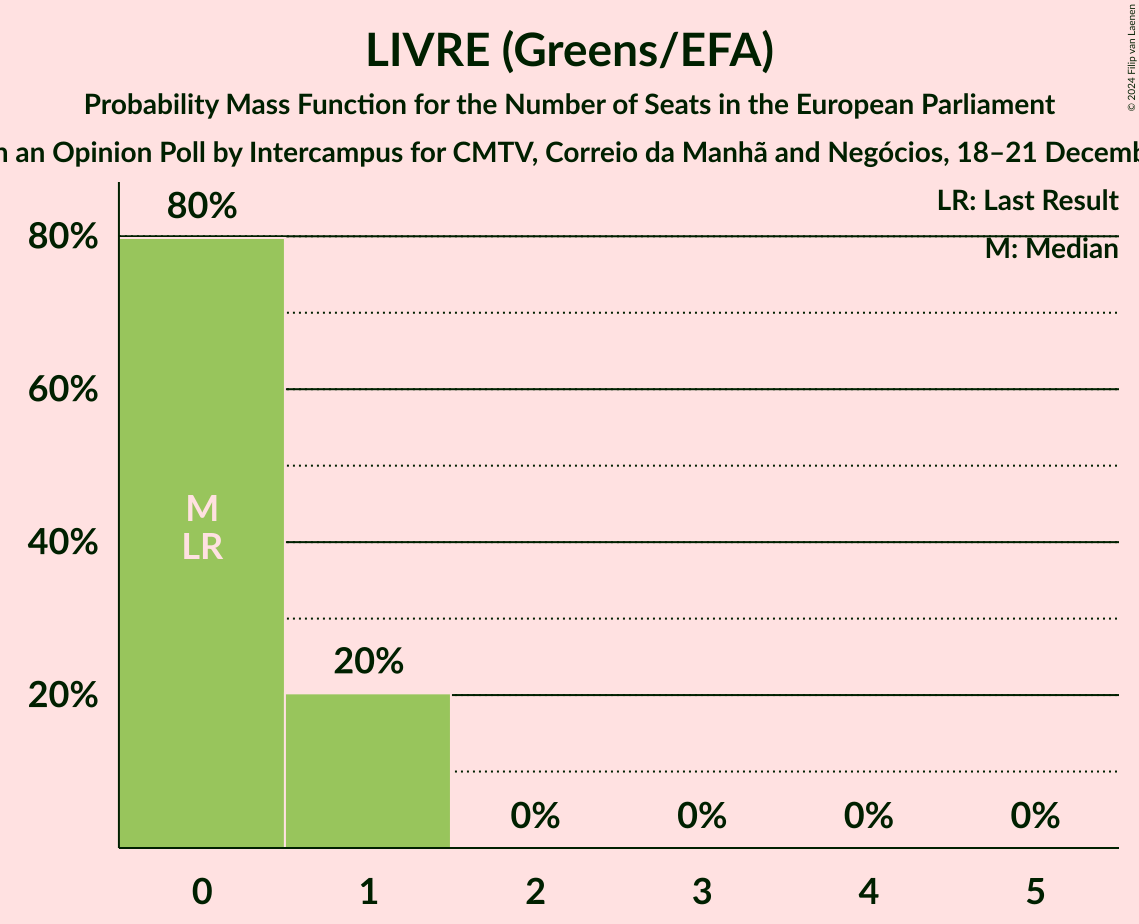 LIVRE (Greens/EFA)
Probability Mass Function for the Number of Seats in the European Parliament
an Opinion Poll by Intercampus for CMTV, Correio da Manhã and Negócios, 18–21
© 2024 Filip van Laenen
LR: Last Result
M: Median
80%
60%
40%
20%
80%
M
LR
20%
0%
0%
0%
0%
0 1 2 3 4 5